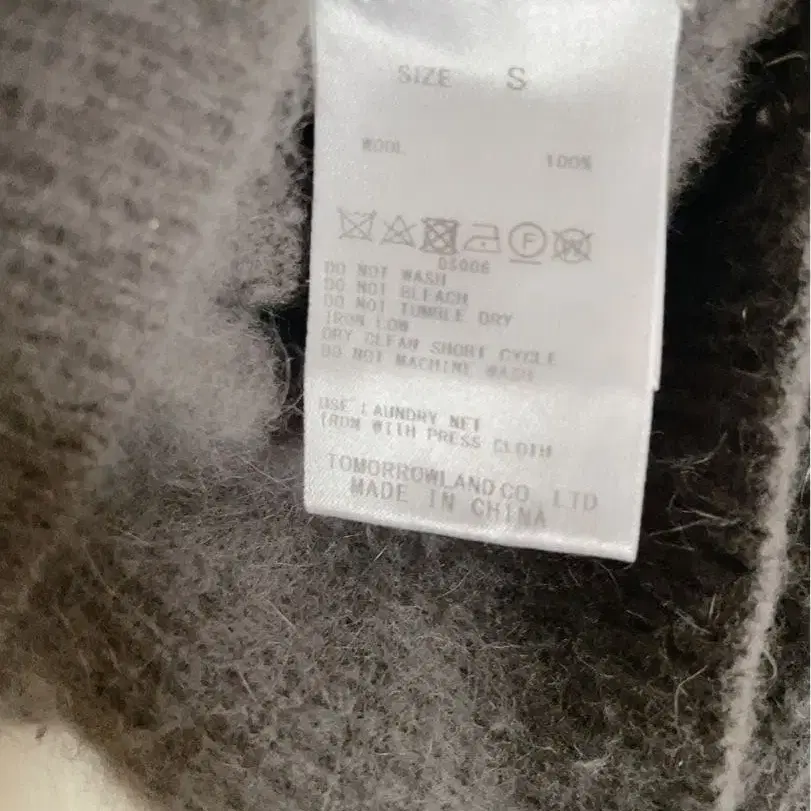 SIZE S
WOOL 100%
F W
05006
DO NOT WASH
DO NOT BLEACH
DO NOT TUMBLE DRY
IRON LOW
DRY CLEAN SHORT CYCLE
DO NOT MACHINE WASH
USE LAUNDRY NET
IRON WITH PRESS CLOTH
TOMORROWLAND CO. LTD
MADE IN CHINA